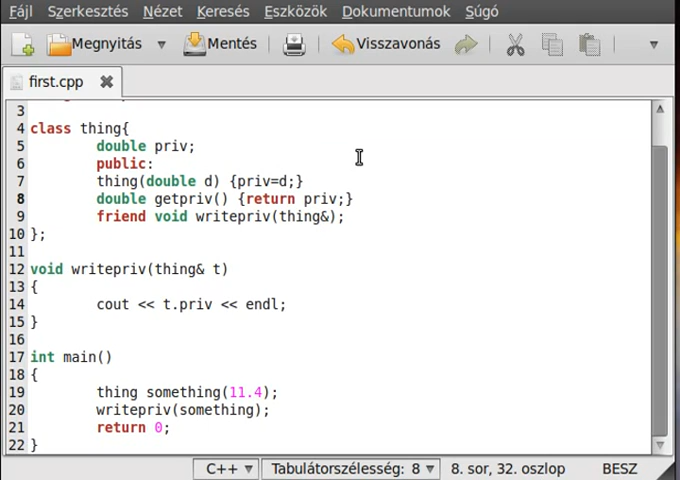 Fájl Szerkesztés Nézet Keresés Eszközök Dokumentumok Súgó
Megnyitás Mentés Visszavonás
first.cpp
3
4 class thing{
5 double priv;
6 public:
7 thing(double d) {priv=d;}
8 double getpriv() {return priv;}
9 friend void writepriv(thing&);
10 };
11
12 void writepriv(thing& t)
13 {
14 cout << t.priv << endl;
15 }
16
17 int main()
18 {
19 thing something(11.4);
20 writepriv(something);
21 return 0;
22 }
C++ Tabulátorszélesség: 8 8. sor, 32. oszlop BESZ